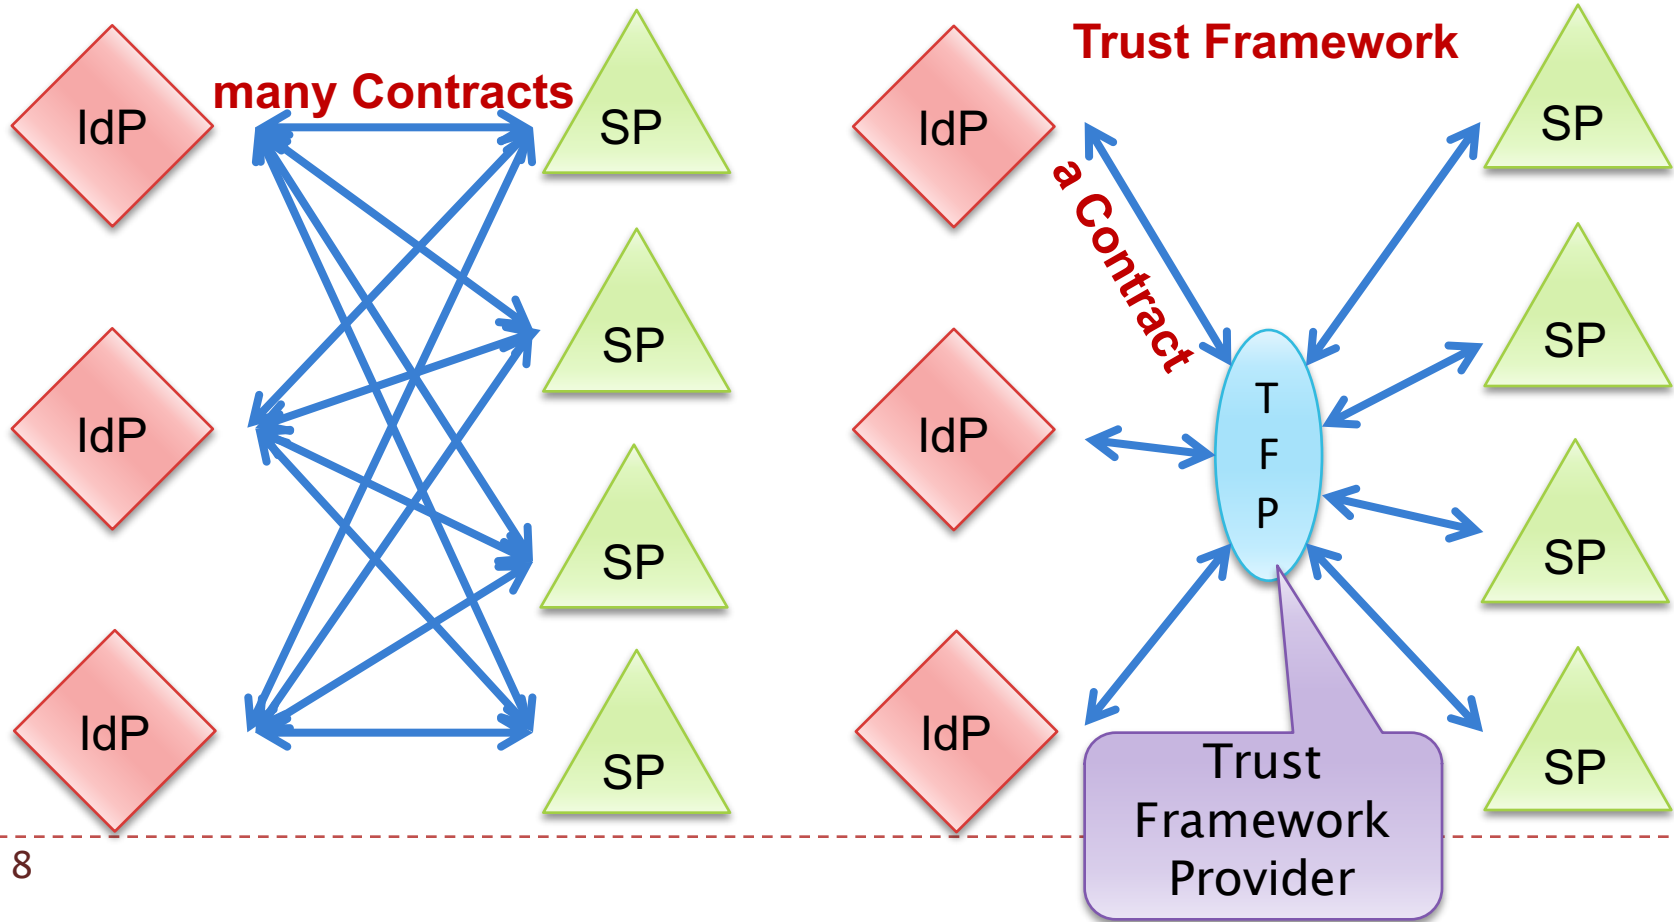 many Contracts
IdP
SP
SP
IdP
SP
IdP
SP
Trust Framework
IdP
SP
a Contract
SP
IdP
T
F
P
SP
IdP
SP
Trust
Framework
Provider
8